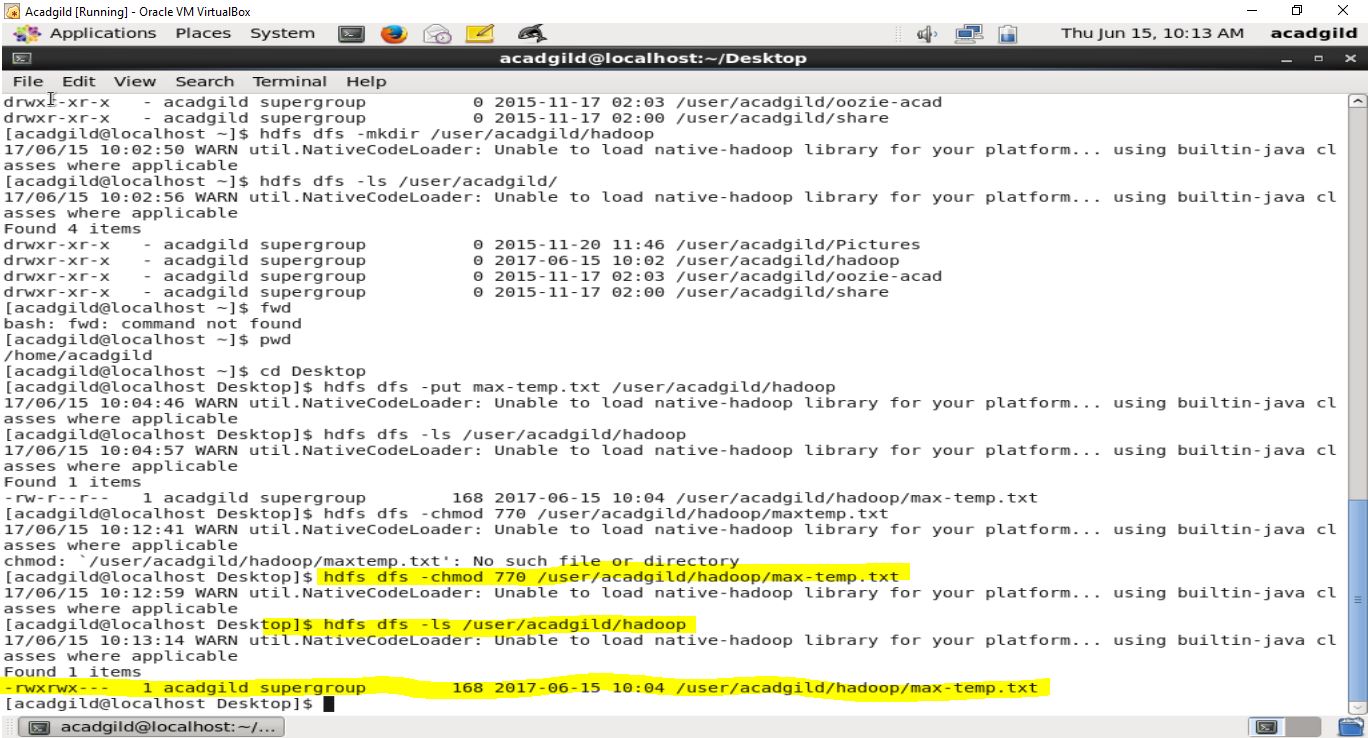 Acadgild [Running] - Oracle VM VirtualBox
Applications Places System Thu Jun 15, 10:13 AM acadgild
acadgild@localhost:~/Desktop
File Edit View Search Terminal Help
drwxr-xr-x - acadgild supergroup 0 2015-11-17 02:03 /user/acadgild/oozie-acad
drwxr-xr-x - acadgild supergroup 0 2015-11-17 02:00 /user/acadgild/share
[acadgild@localhost ~]$ hdfs dfs -mkdir /user/acadgild/hadoop
17/06/15 10:02:50 WARN util.NativeCodeLoader: Unable to load native-hadoop library for your platform... using builtin-java cl
asses where applicable
[acadgild@localhost ~]$ hdfs dfs -ls /user/acadgild/
17/06/15 10:02:56 WARN util.NativeCodeLoader: Unable to load native-hadoop library for your platform... using builtin-java cl
asses where applicable
Found 4 items
drwxr-xr-x - acadgild supergroup 0 2015-11-20 11:46 /user/acadgild/Pictures
drwxr-xr-x - acadgild supergroup 0 2017-06-15 10:02 /user/acadgild/hadoop
drwxr-xr-x - acadgild supergroup 0 2015-11-17 02:03 /user/acadgild/oozie-acad
drwxr-xr-x - acadgild supergroup 0 2015-11-17 02:00 /user/acadgild/share
[acadgild@localhost ~]$ fwd
bash: fwd: command not found
[acadgild@localhost ~]$ pwd
/home/acadgild
[acadgild@localhost ~]$ cd Desktop
[acadgild@localhost Desktop]$ hdfs dfs -put max-temp.txt /user/acadgild/hadoop
17/06/15 10:04:46 WARN util.NativeCodeLoader: Unable to load native-hadoop library for your platform... using builtin-java cl
asses where applicable
[acadgild@localhost Desktop]$ hdfs dfs -ls /user/acadgild/hadoop
17/06/15 10:04:57 WARN util.NativeCodeLoader: Unable to load native-hadoop library for your platform... using builtin-java cl
asses where applicable
Found 1 items
-rw-r--r-- 1 acadgild supergroup 168 2017-06-15 10:04 /user/acadgild/hadoop/max-temp.txt
[acadgild@localhost Desktop]$ hdfs dfs -chmod 770 /user/acadgild/hadoop/maxtemp.txt
17/06/15 10:12:41 WARN util.NativeCodeLoader: Unable to load native-hadoop library for your platform... using builtin-java cl
asses where applicable
chmod: `/user/acadgild/hadoop/maxtemp.txt': No such file or directory
[acadgild@localhost Desktop]$ hdfs dfs -chmod 770 /user/acadgild/hadoop/max-temp.txt
17/06/15 10:12:59 WARN util.NativeCodeLoader: Unable to load native-hadoop library for your platform... using builtin-java cl
asses where applicable
[acadgild@localhost Desktop]$ hdfs dfs -ls /user/acadgild/hadoop
17/06/15 10:13:14 WARN util.NativeCodeLoader: Unable to load native-hadoop library for your platform... using builtin-java cl
asses where applicable
Found 1 items
-rwxrwx--- 1 acadgild supergroup 168 2017-06-15 10:04 /user/acadgild/hadoop/max-temp.txt
[acadgild@localhost Desktop]$
acadgild@localhost:~/...